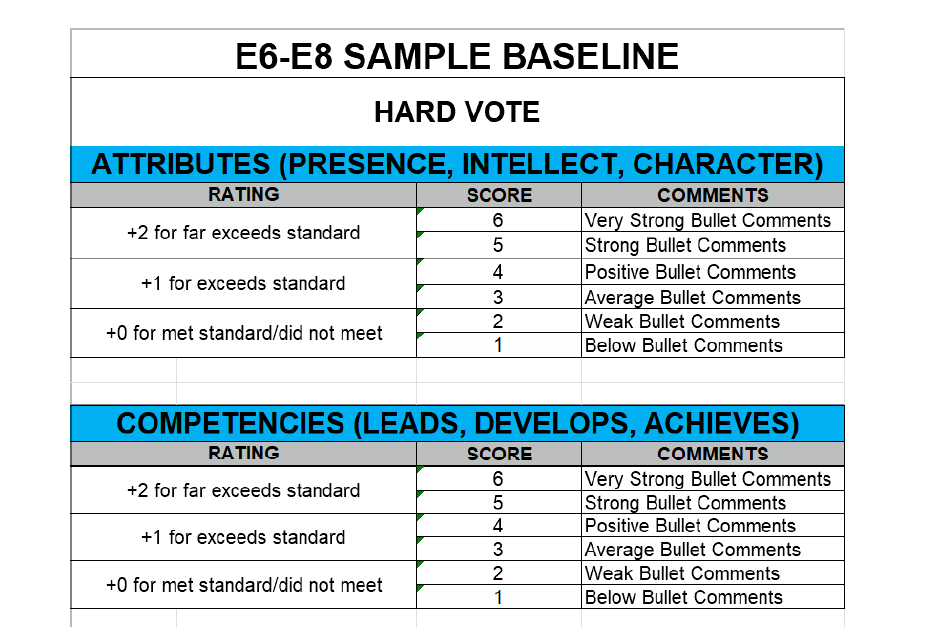 E6-E8 SAMPLE BASELINE
HARD VOTE
ATTRIBUTES (PRESENCE, INTELLECT, CHARACTER)
RATING SCORE COMMENTS
+2 for far exceeds standard
6 Very Strong Bullet Comments
5 Strong Bullet Comments
+1 for exceeds standard
4 Positive Bullet Comments
3 Average Bullet Comments
+0 for met standard/did not meet
2 Weak Bullet Comments
1 Below Bullet Comments
COMPETENCIES (LEADS, DEVELOPS, ACHIEVES)
RATING SCORE COMMENTS
+2 for far exceeds standard
6 Very Strong Bullet Comments
5 Strong Bullet Comments
+1 for exceeds standard
4 Positive Bullet Comments
3 Average Bullet Comments
+0 for met standard/did not meet
2 Weak Bullet Comments
1 Below Bullet Comments